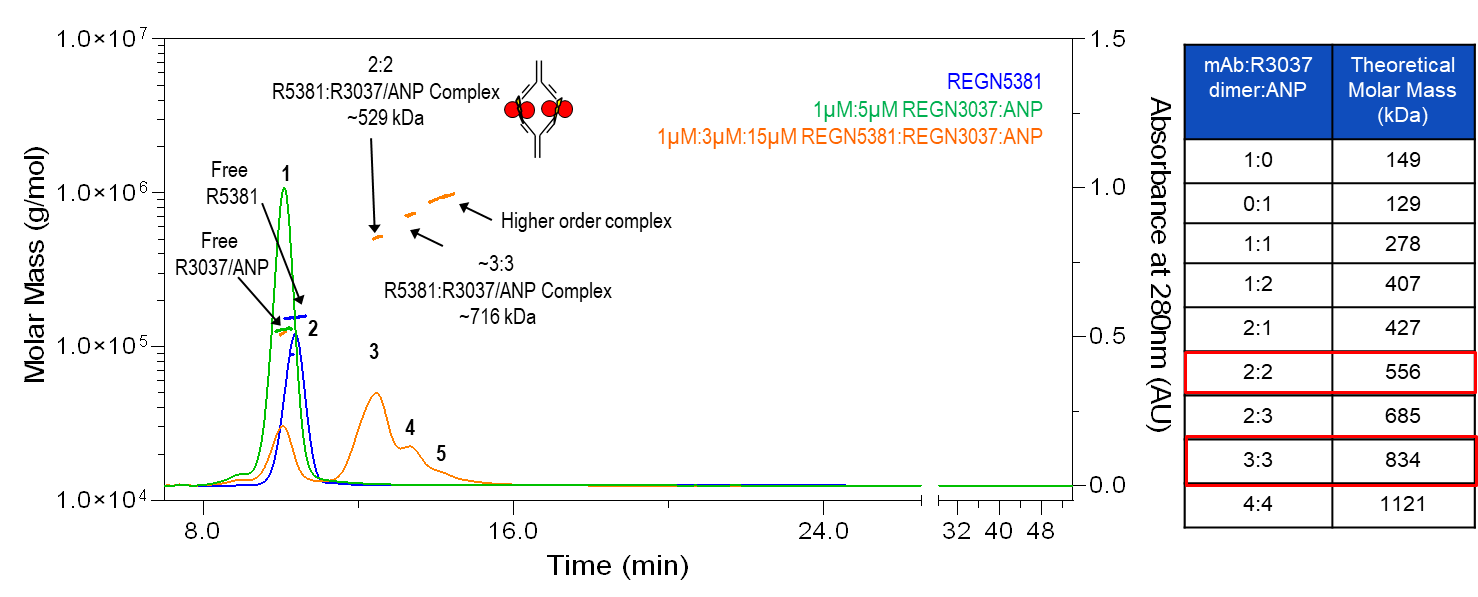 1.0×10⁷
1.0×10⁶
1.0×10⁵
1.0×10⁴
Molar Mass (g/mol)
2:2
R5381:R3037/ANP Complex
~529 kDa
Free
R5381
Free
R3037/ANP
1
2
3
4
5
Higher order complex
~3:3
R5381:R3037/ANP Complex
~716 kDa
REGN5381
1µM:5µM REGN3037:ANP
1µM:3µM:15µM REGN5381:REGN3037:ANP
1.5
1.0
0.5
0.0
Absorbance at 280nm (AU)
8.0 16.0 24.0 32 40 48
Time (min)
mAb:R3037 dimer:ANP Theoretical Molar Mass (kDa)
1:0 149
0:1 129
1:1 278
1:2 407
2:1 427
2:2 556
2:3 685
3:3 834
4:4 1121